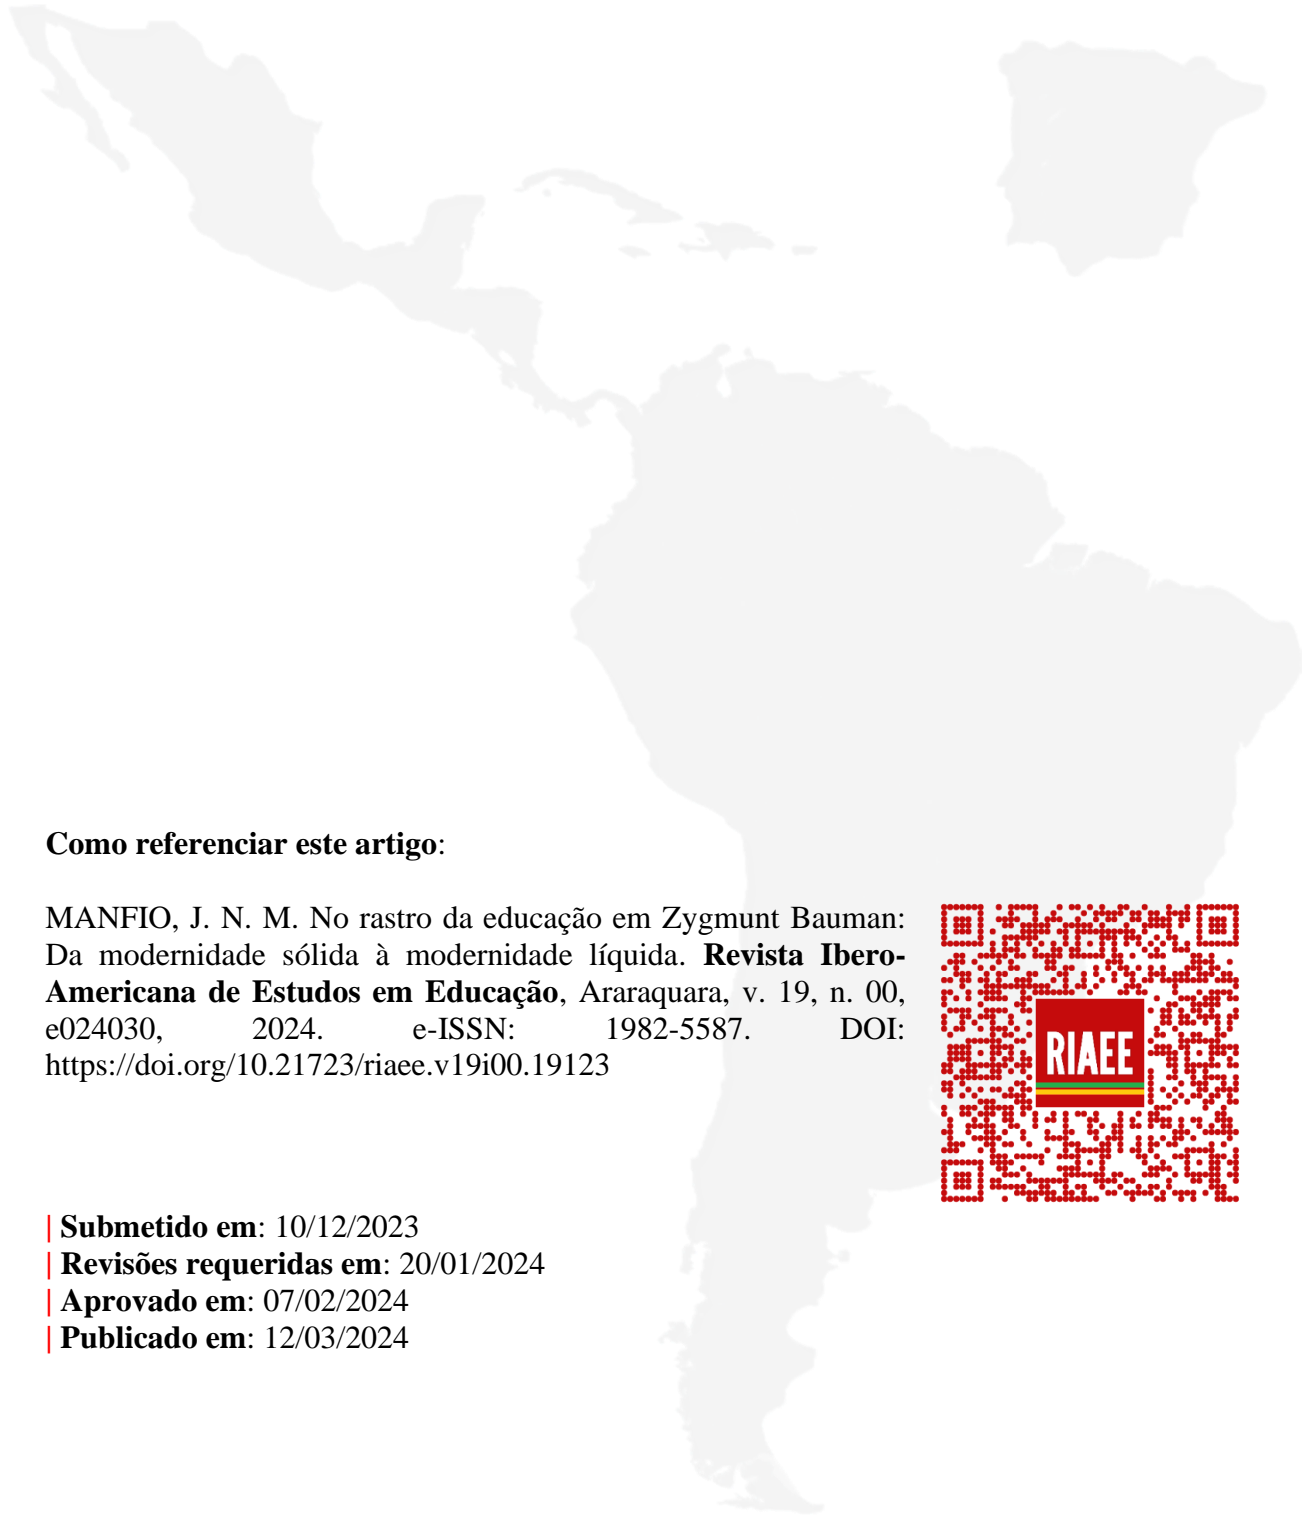 Como referenciar este artigo:
MANFIO, J. N. M. No rastro da educação em Zygmunt Bauman:
Da modernidade sólida à modernidade líquida. Revista Ibero-
Americana de Estudos em Educação, Araraquara, v. 19, n. 00,
e024030, 2024. e-ISSN: 1982-5587. DOI:
https://doi.org/10.21723/riaee.v19i00.19123
RIAEE
| Submetido em: 10/12/2023
| Revisões requeridas em: 20/01/2024
| Aprovado em: 07/02/2024
| Publicado em: 12/03/2024